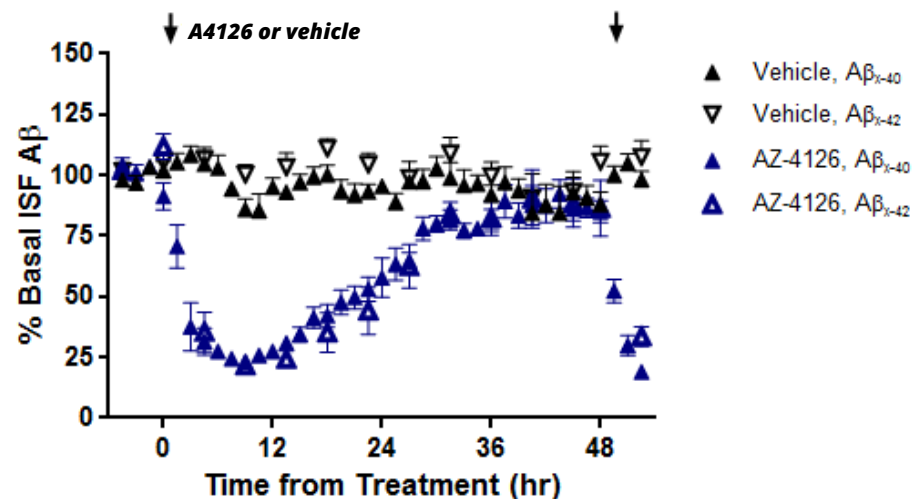 A4126 or vehicle
150
125
100
75
50
25
0
% Basal ISF Aβ
0 12 24 36 48
Time from Treatment (hr)
Vehicle, Aβx-40
Vehicle, Aβx-42
AZ-4126, Aβx-40
AZ-4126, Aβx-42